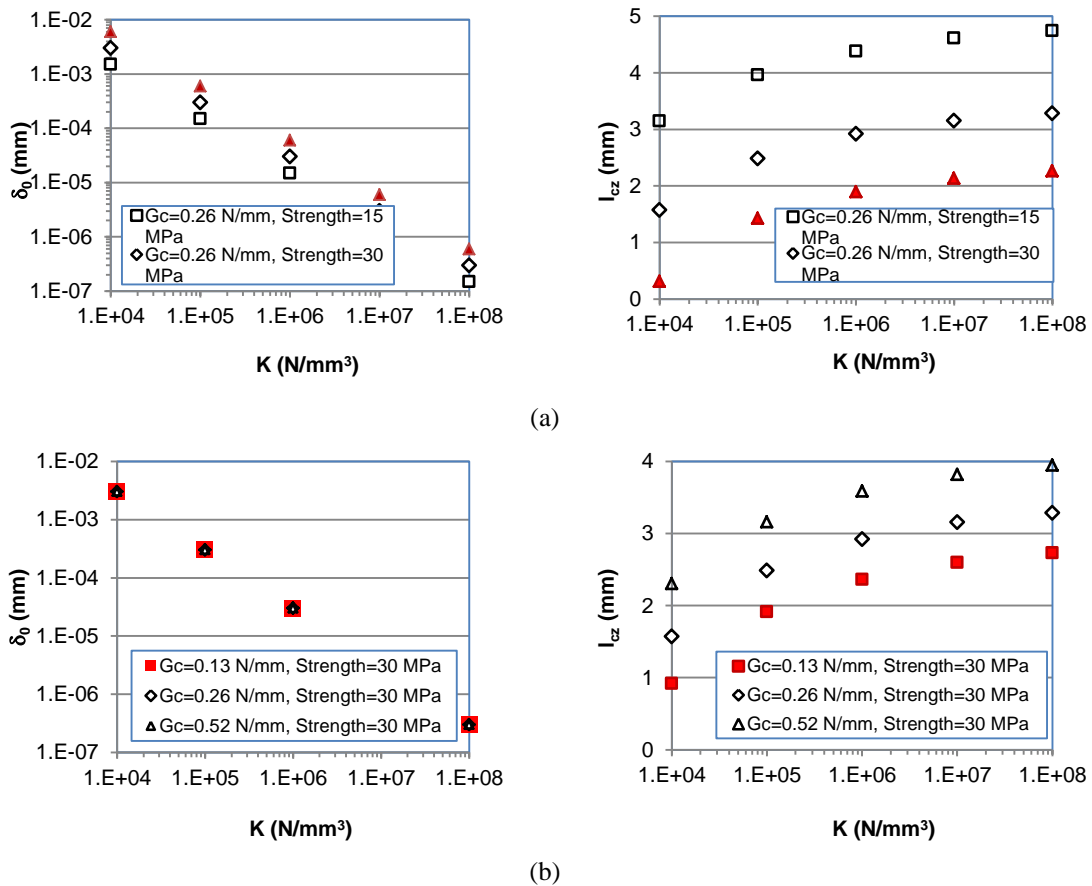 1.E-02
1.E-03
1.E-04
1.E-05
1.E-06
1.E-07
δ0 (mm)
Gc=0.26 N/mm, Strength=15
MPa
Gc=0.26 N/mm, Strength=30
MPa
1.E+04 1.E+05 1.E+06 1.E+07 1.E+08
K (N/mm³)
5
4
3
2
1
0
lcz (mm)
Gc=0.26 N/mm, Strength=15
MPa
Gc=0.26 N/mm, Strength=30
MPa
1.E+04 1.E+05 1.E+06 1.E+07 1.E+08
K (N/mm³)
(a)
1.E-02
1.E-03
1.E-04
1.E-05
1.E-06
1.E-07
δ0 (mm)
Gc=0.13 N/mm, Strength=30 MPa
Gc=0.26 N/mm, Strength=30 MPa
Gc=0.52 N/mm, Strength=30 MPa
1.E+04 1.E+05 1.E+06 1.E+07 1.E+08
K (N/mm³)
4
3
2
1
0
lcz (mm)
Gc=0.13 N/mm, Strength=30 MPa
Gc=0.26 N/mm, Strength=30 MPa
Gc=0.52 N/mm, Strength=30 MPa
1.E+04 1.E+05 1.E+06 1.E+07 1.E+08
K (N/mm³)
(b)